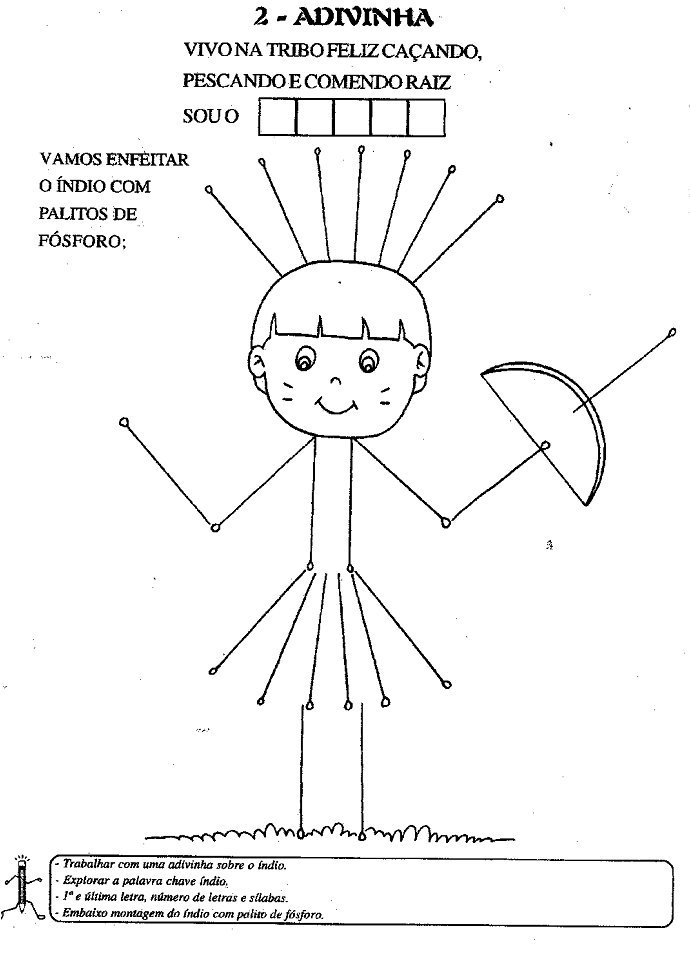 2 - ADIVINHA
VIVO NA TRIBO FELIZ CAÇANDO,
PESCANDO E COMENDO RAIZ
SOU O
VAMOS ENFEITAR
O ÍNDIO COM
PALITOS DE
FÓSFORO;
- Trabalhar com uma adivinha sobre o índio.
- Explorar a palavra chave índio.
- 1ª e última letra, número de letras e sílabas.
- Embaixo montagem do índio com palito de fósforo.